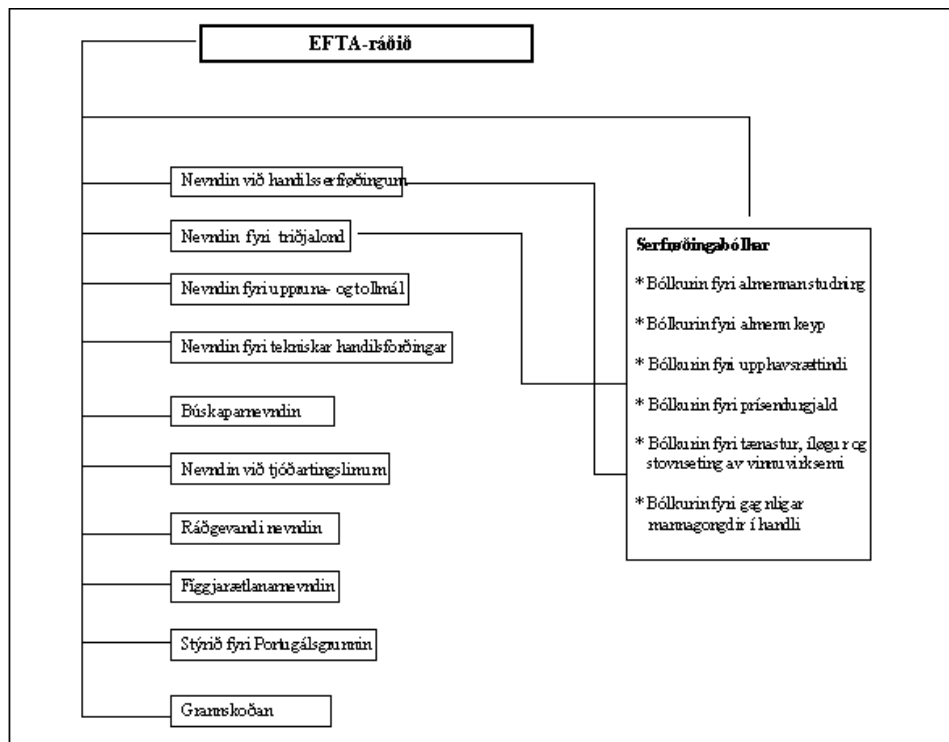 EFTA-ráðið
Nevndin við handilsserfrøðingum
Nevndin fyri triðjalond
Nevndin fyri uppruna- og tollmál
Nevndin fyri tekniskar handilsforðingar
Búskaparnevndin
Nevndin við tjóðartingslimum
Ráðgevandi nevndin
Fíggjarætlanarnevndin
Stýrið fyri Portugálsgrunnin
Grannskoðan
Serfrøðingabólkar
* Bólkurin fyri almennan studning
* Bólkurin fyri almenn keyp
* Bólkurin fyri upphavsrættindi
* Bólkurin fyri prísendurgjald
* Bólkurin fyri tænastur, íløgur og
stovnseting av vinnuvirksemi
* Bólkurin fyri gagnligar
mannagongdir í handli